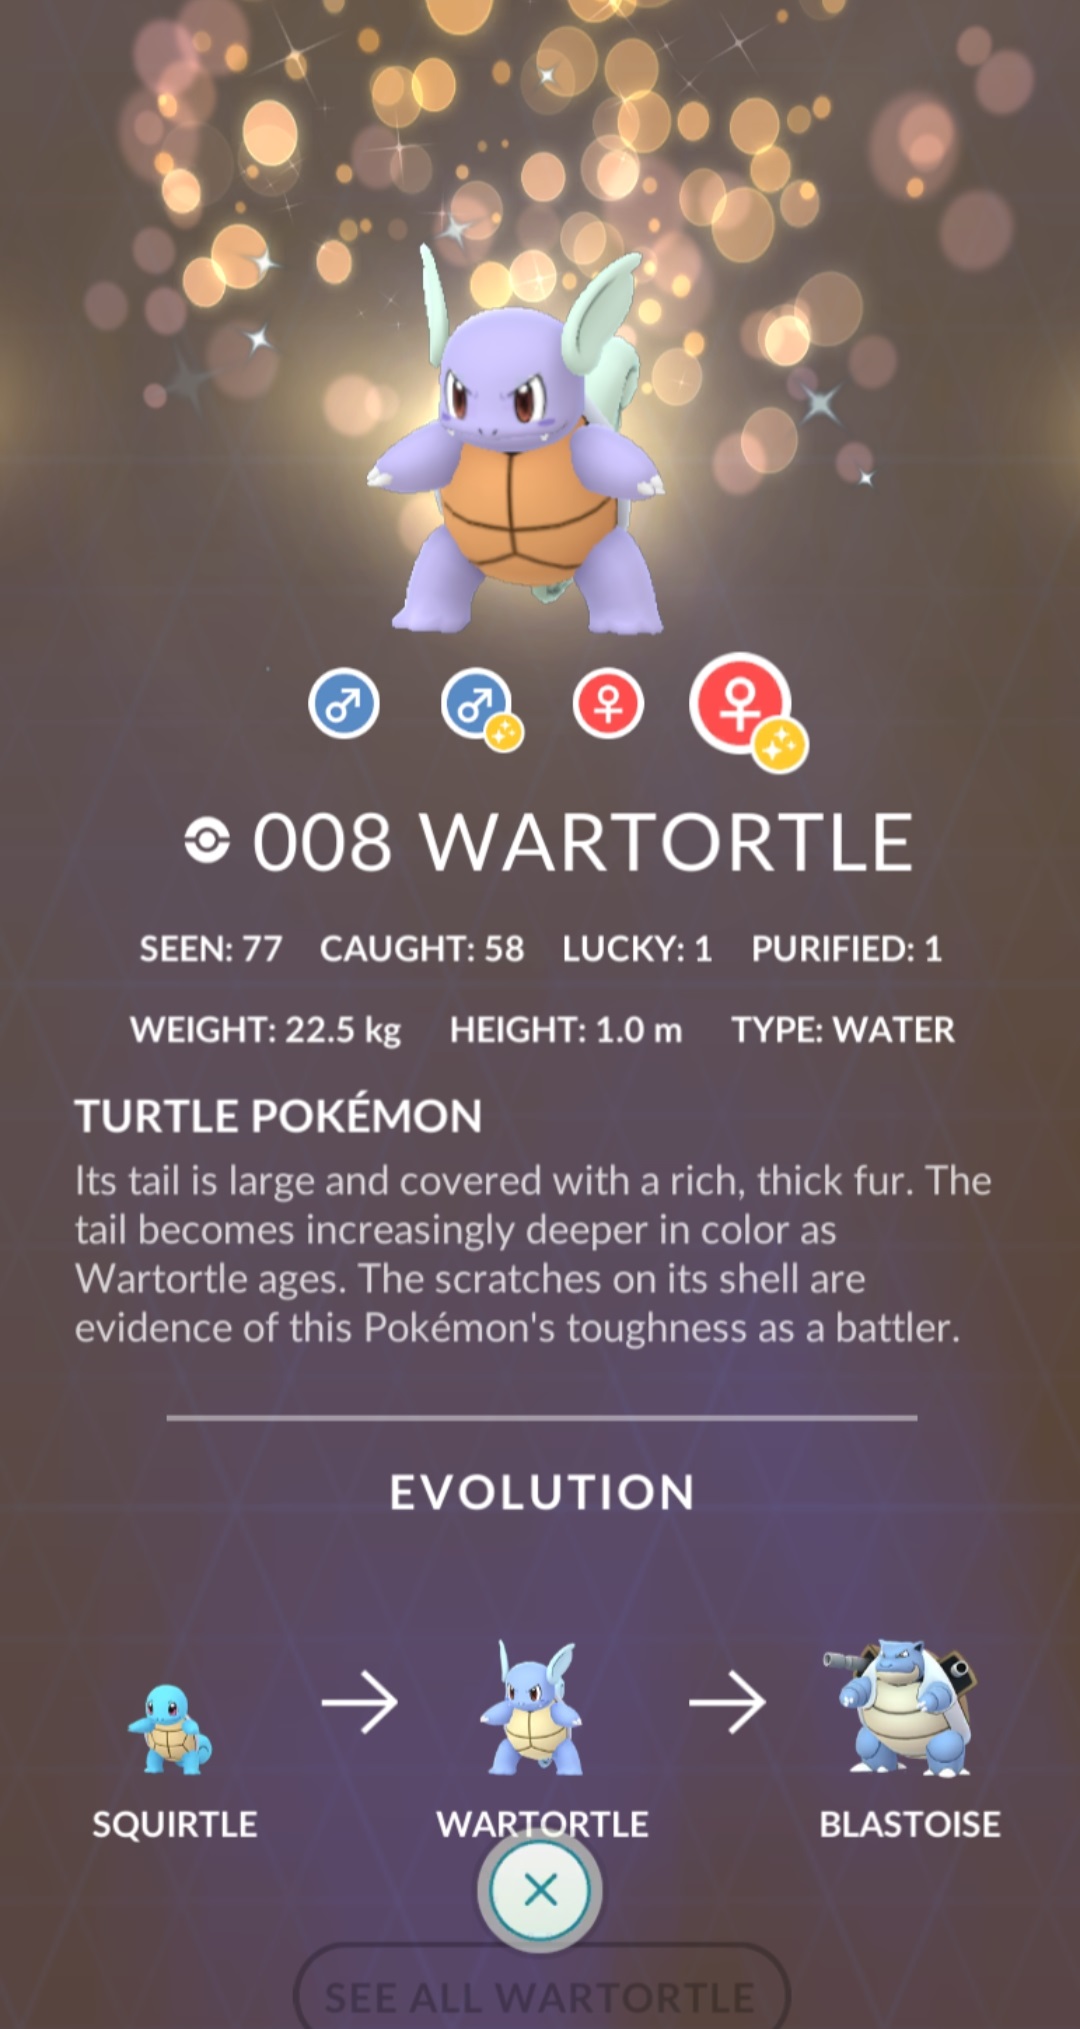 008 WARTORTLE
SEEN: 77 CAUGHT: 58 LUCKY: 1 PURIFIED: 1
WEIGHT: 22.5 kg HEIGHT: 1.0 m TYPE: WATER
TURTLE POKÉMON
Its tail is large and covered with a rich, thick fur. The
tail becomes increasingly deeper in color as
Wartortle ages. The scratches on its shell are
evidence of this Pokémon's toughness as a battler.
EVOLUTION
SQUIRTLE WARTORTLE BLASTOISE
SEE ALL WARTORTLE